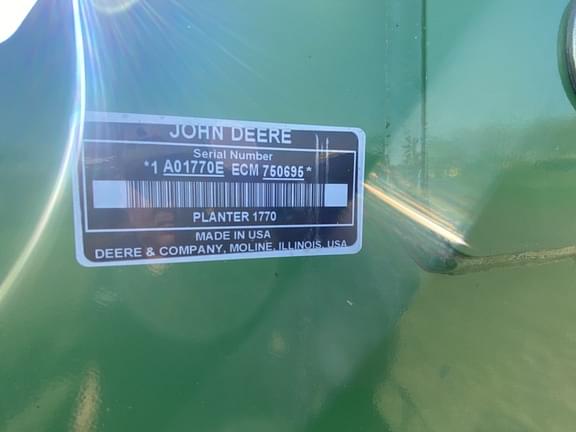 JOHN DEERE
Serial Number
*1 A01770E ECM 750695*
PLANTER 1770
MADE IN USA
DEERE & COMPANY, MOLINE, ILLINOIS, USA